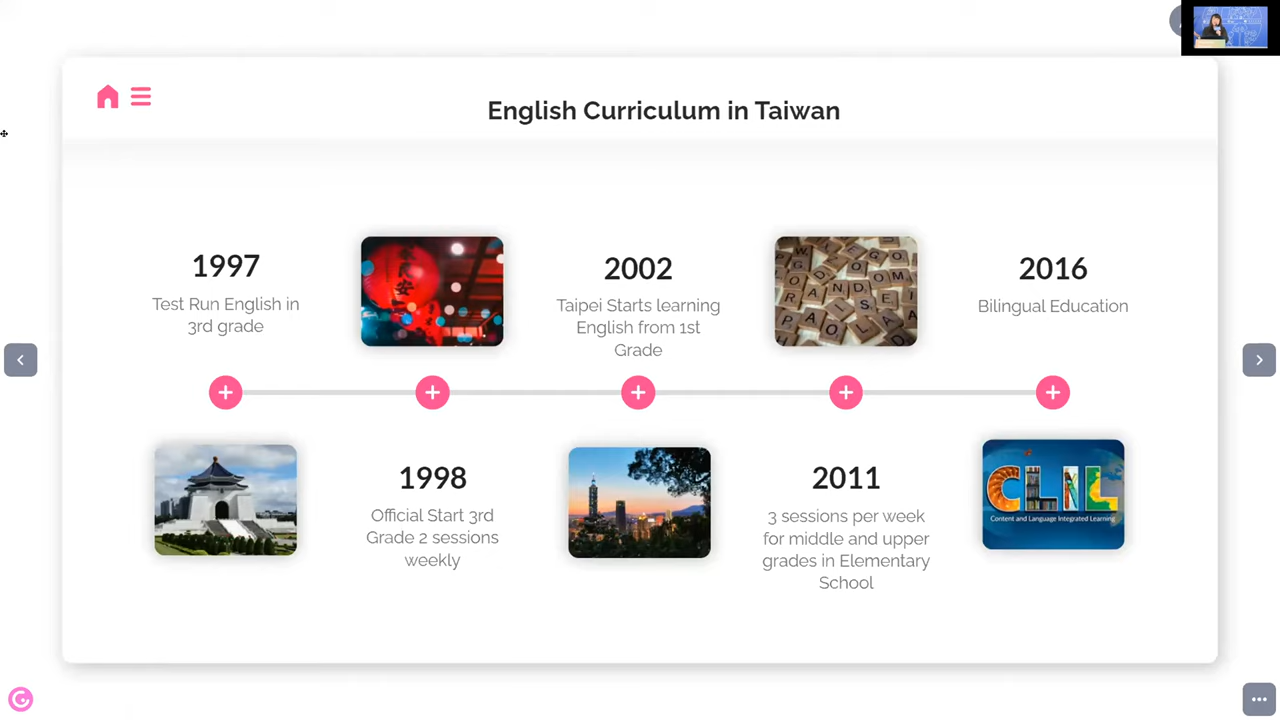 English Curriculum in Taiwan
1997
Test Run English in
3rd grade
1998
Official Start 3rd
Grade 2 sessions
weekly
2002
Taipei Starts learning
English from 1st
Grade
2011
3 sessions per week
for middle and upper
grades in Elementary
School
2016
Bilingual Education
CLIL
Content and Language Integrated Learning